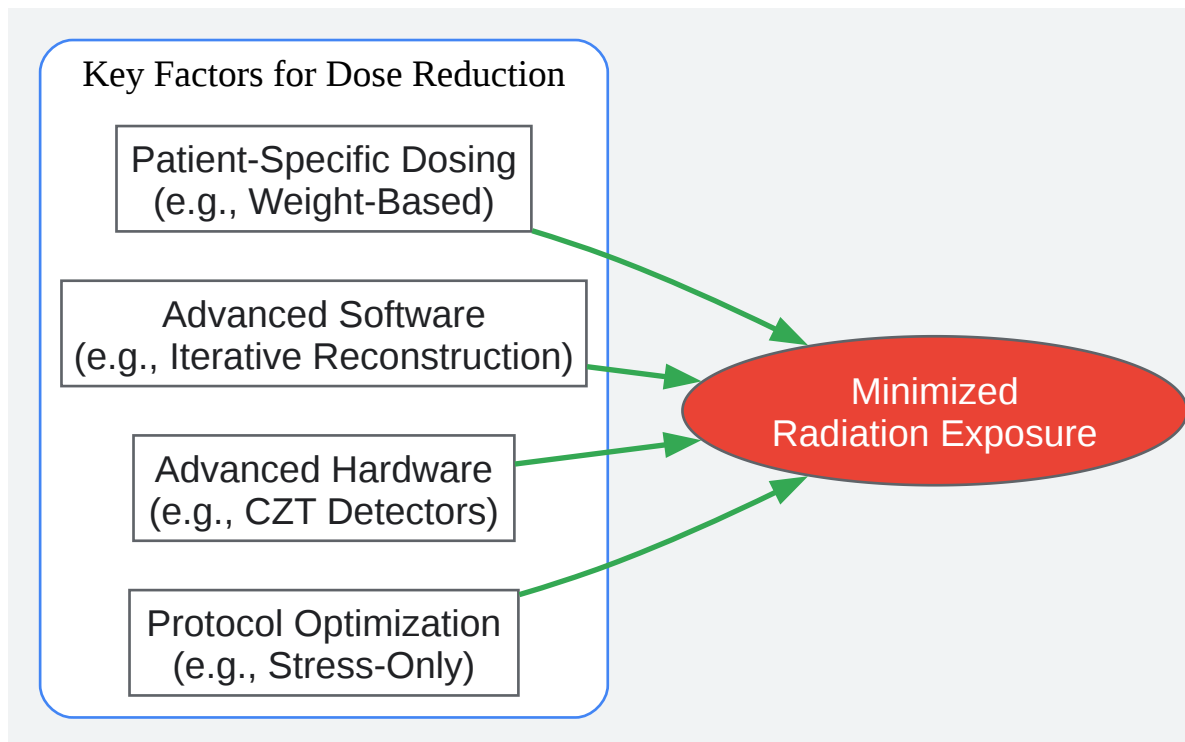 Key Factors for Dose Reduction
Patient-Specific Dosing
(e.g., Weight-Based)
Advanced Software
(e.g., Iterative Reconstruction)
Advanced Hardware
(e.g., CZT Detectors)
Protocol Optimization
(e.g., Stress-Only)
Minimized
Radiation Exposure